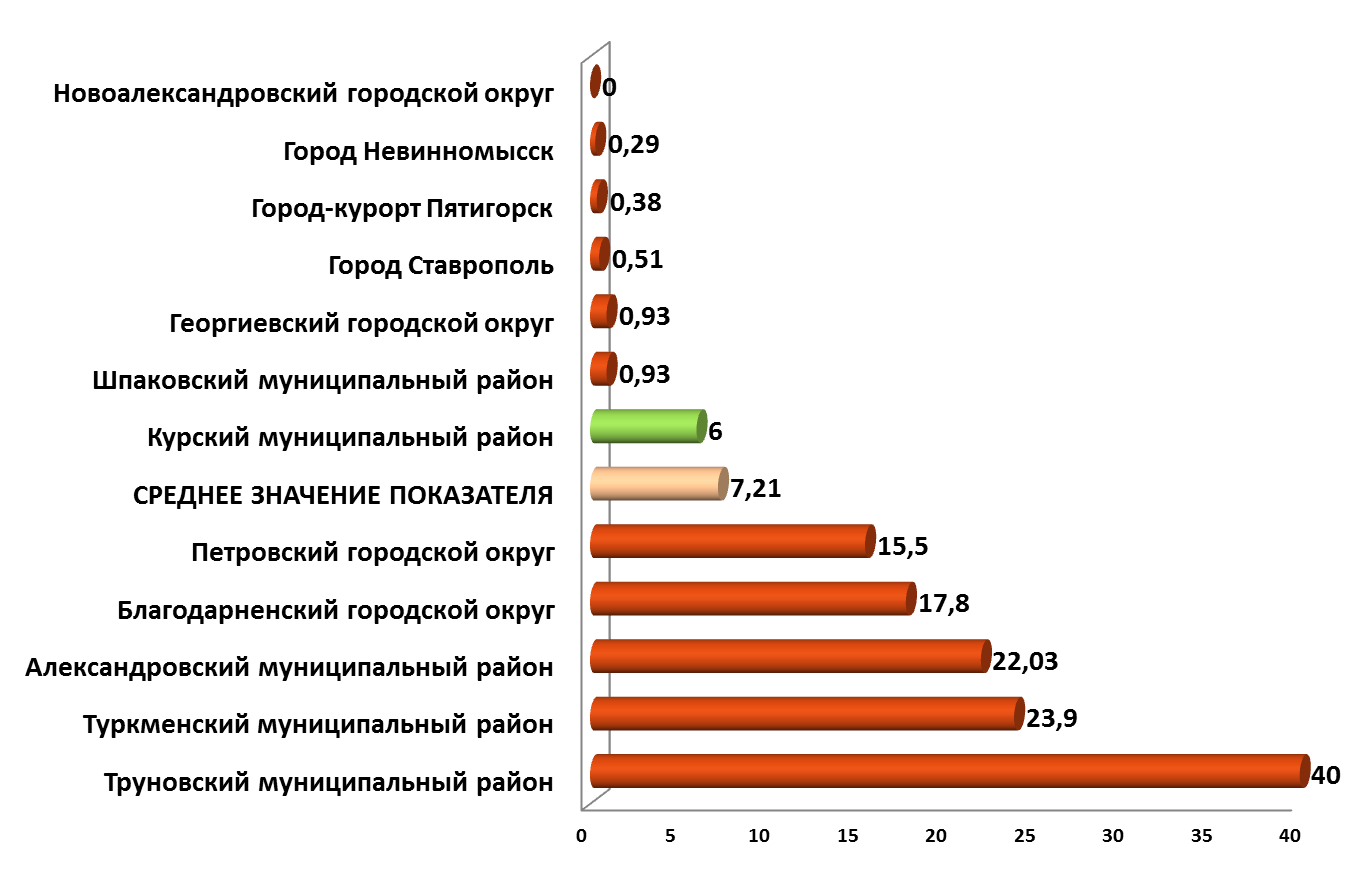 Новоалександровский городской округ 0
Город Невинномысск 0,29
Город-курорт Пятигорск 0,38
Город Ставрополь 0,51
Георгиевский городской округ 0,93
Шпаковский муниципальный район 0,93
Курский муниципальный район 6
СРЕДНЕЕ ЗНАЧЕНИЕ ПОКАЗАТЕЛЯ 7,21
Петровский городской округ 15,5
Благодарненский городской округ 17,8
Александровский муниципальный район 22,03
Туркменский муниципальный район 23,9
Труновский муниципальный район 40
0 5 10 15 20 25 30 35 40